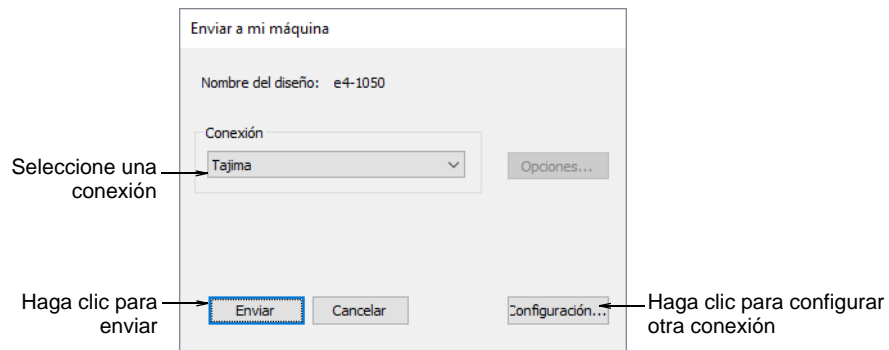 Enviar a mi máquina
Nombre del diseño: e4-1050
Conexión
Tajima
Opciones...
Seleccione una
conexión
Haga clic para
enviar
Enviar
Cancelar
Configuración...
Haga clic para configurar
otra conexión